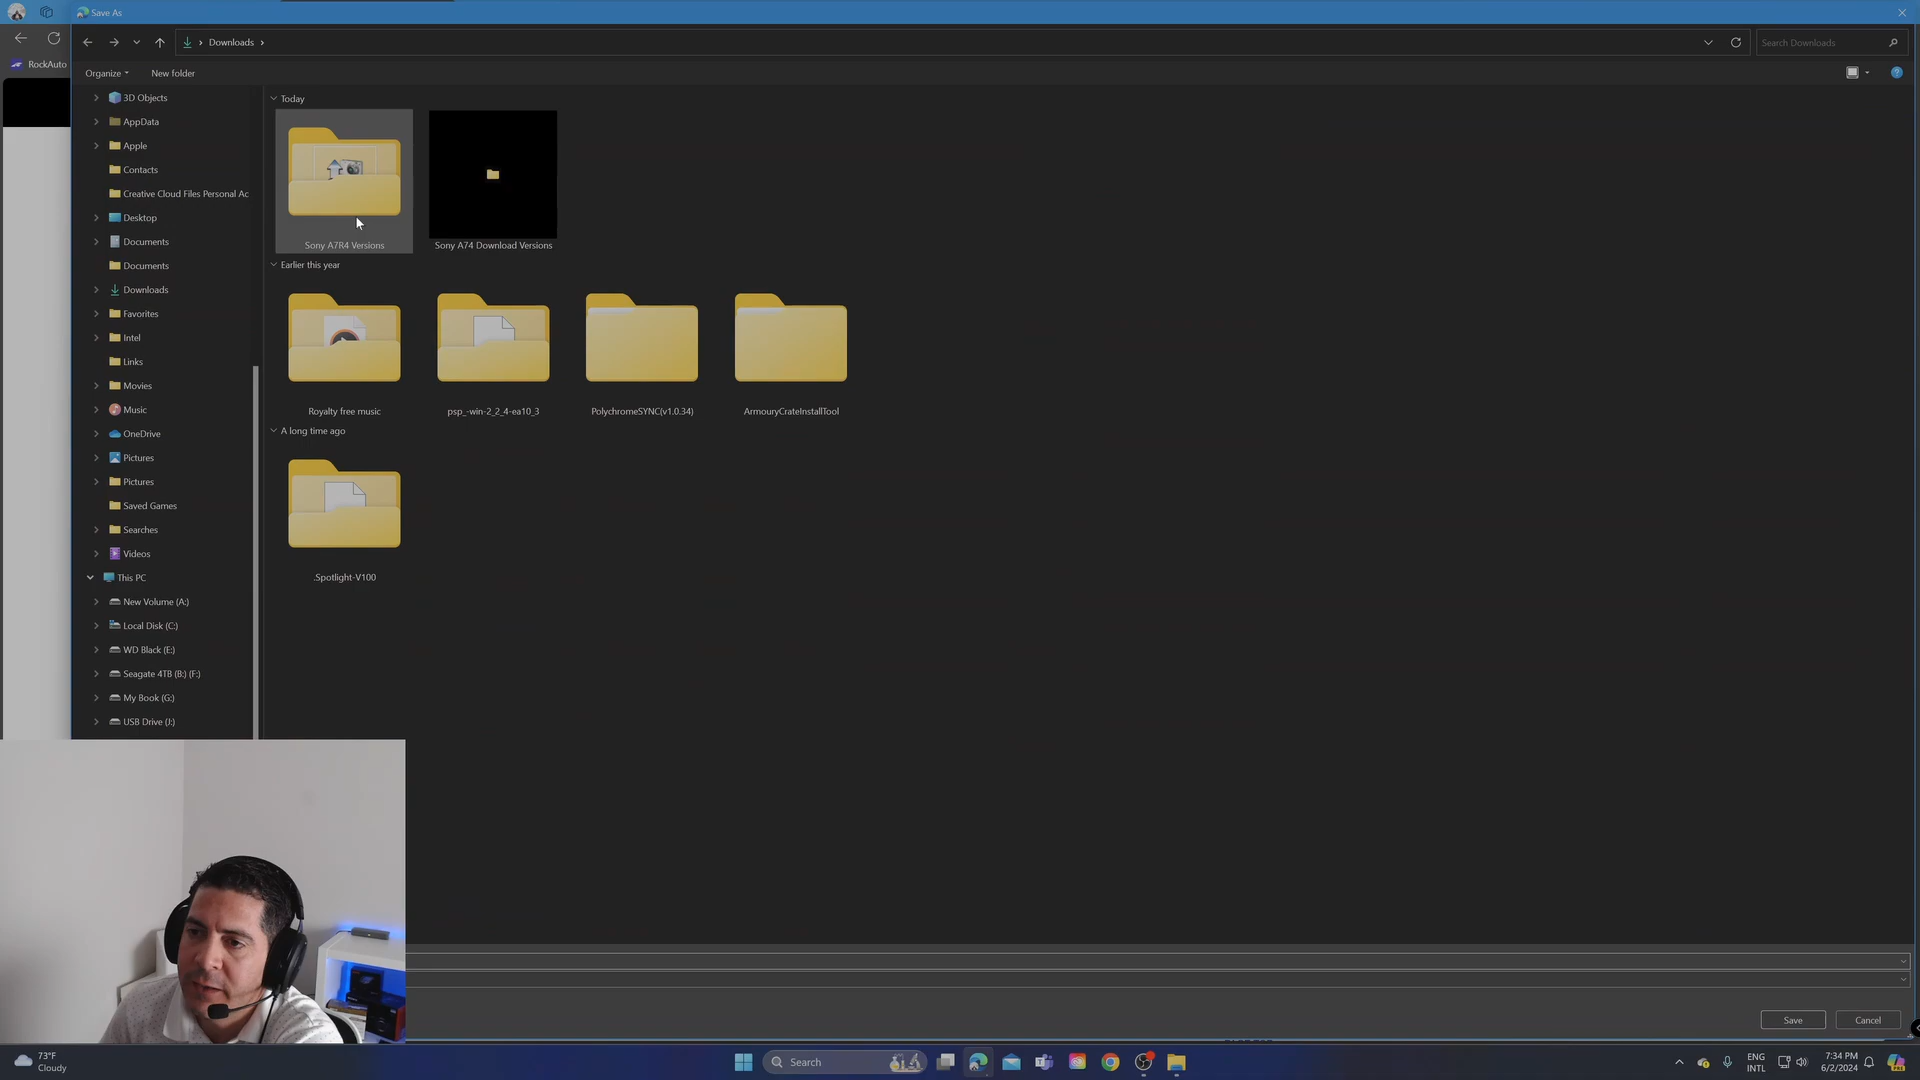 Save As
Downloads
Search Downloads
RockAuto
Organize
New folder
3D Objects
AppData
Apple
Contacts
Creative Cloud Files Personal Ac
Desktop
Documents
Documents
Downloads
Favorites
Intel
Links
Movies
Music
OneDrive
Pictures
Pictures
Saved Games
Searches
Videos
This PC
New Volume (A:)
Local Disk (C:)
WD Black (E:)
Seagate 4TB (B:) (F:)
My Book (G:)
USB Drive (J:)
Today
Sony A7R4 Versions
Sony A74 Download Versions
Earlier this year
Royalty free music
psp_-win-2_2_4-ea10_3
PolychromeSYNC(v1.0.34)
ArmouryCrateInstallTool
A long time ago
.Spotlight-V100
Save
Cancel
73°F
Cloudy
Search
ENG
INTL
7:34 PM
6/2/2024